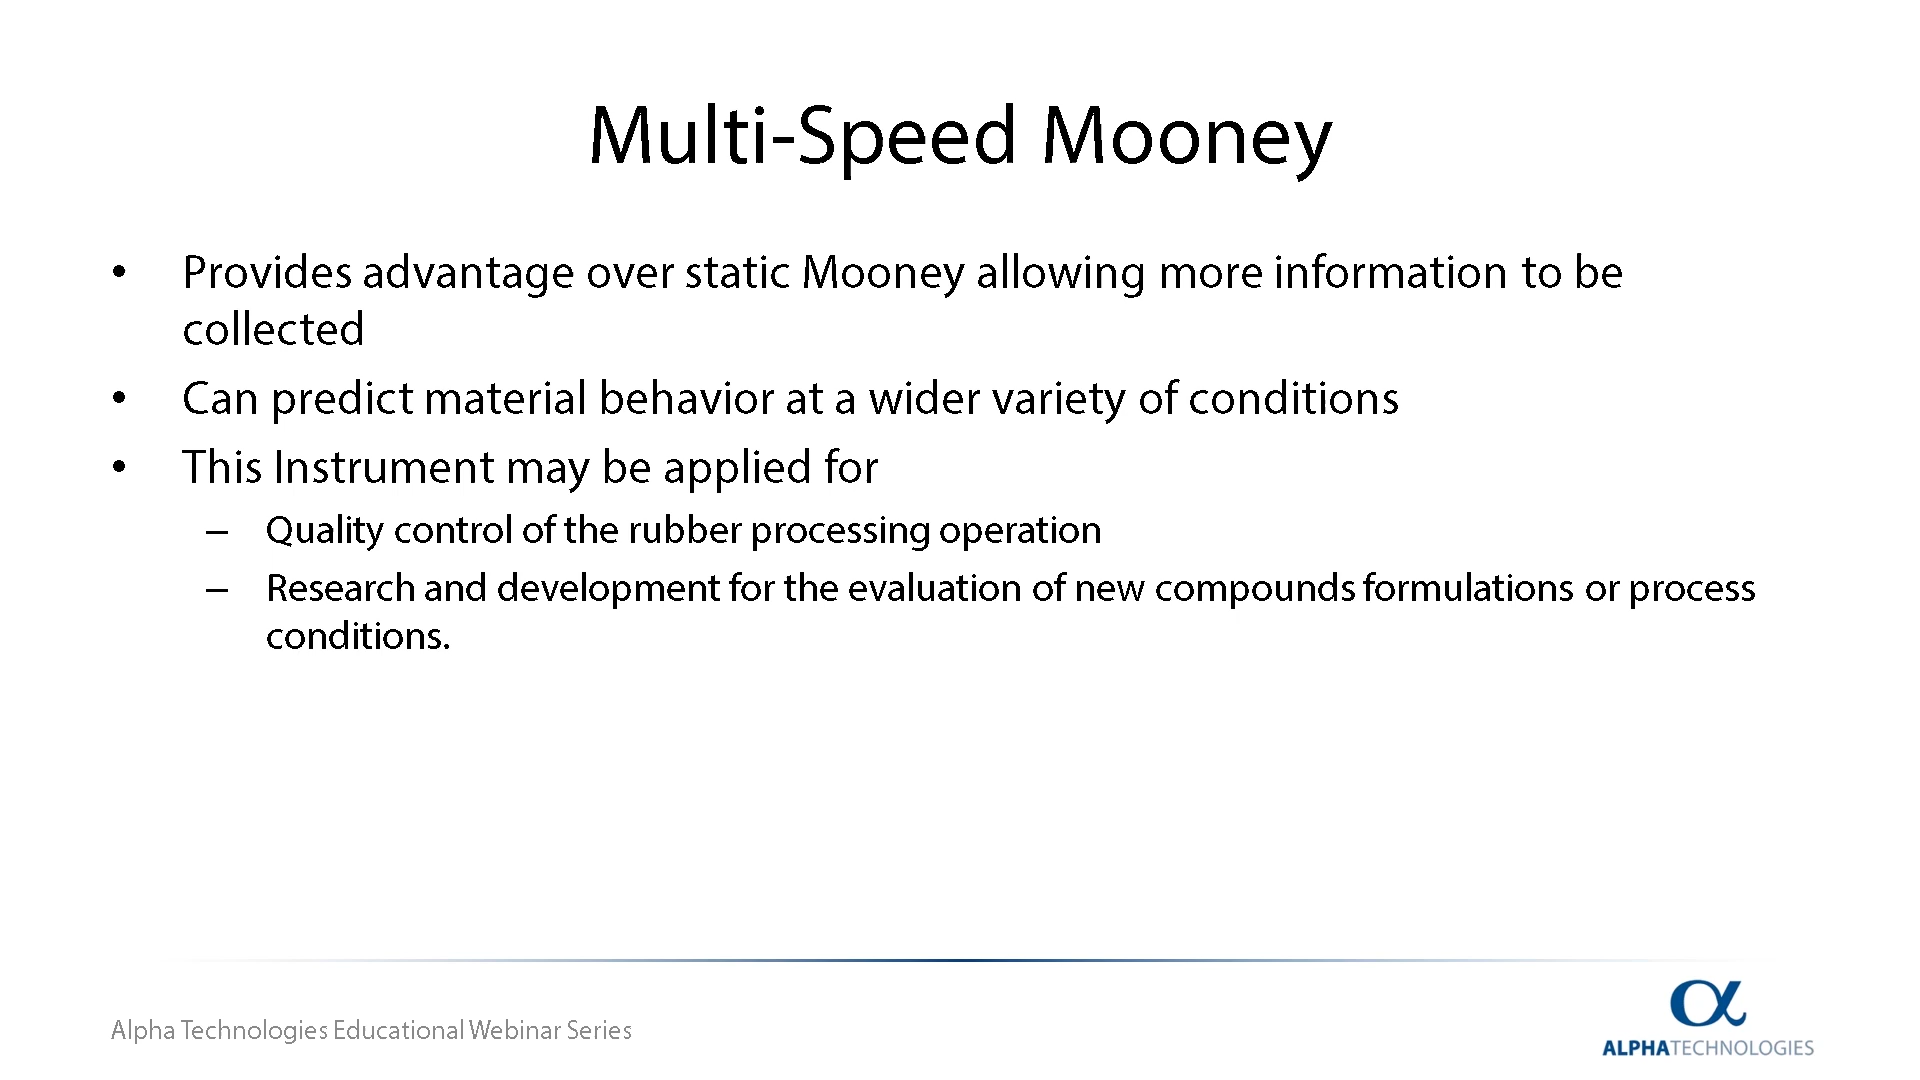 Multi-Speed Mooney
• Provides advantage over static Mooney allowing more information to be
collected
• Can predict material behavior at a wider variety of conditions
• This Instrument may be applied for
– Quality control of the rubber processing operation
– Research and development for the evaluation of new compounds formulations or process
conditions.
Alpha Technologies Educational Webinar Series
α
ALPHATECHNOLOGIES